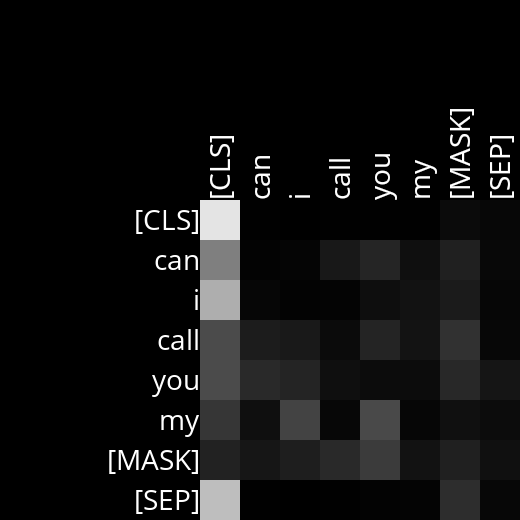 [CLS] can i call you my [MASK] [SEP]
[CLS]
can
i
call
you
my
[MASK]
[SEP]